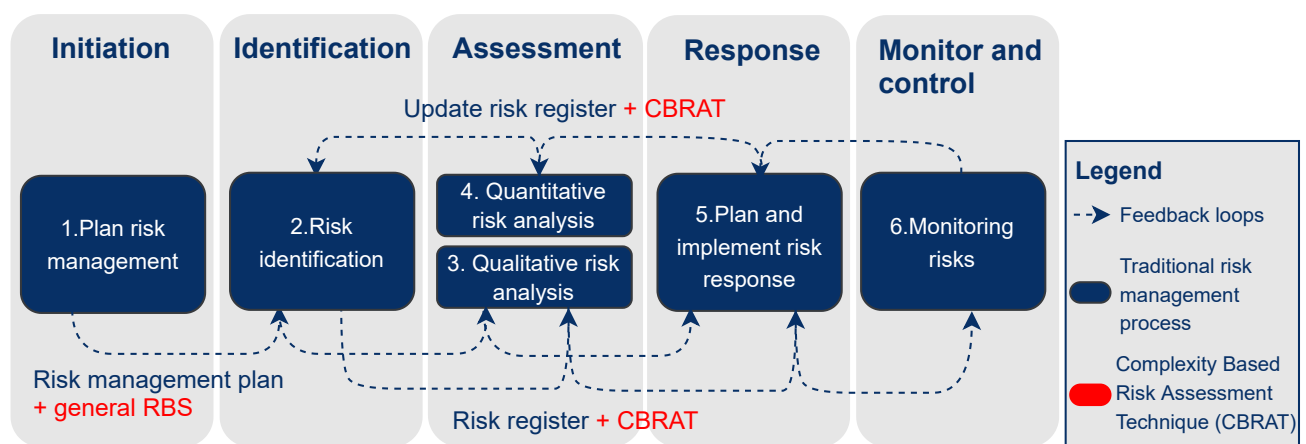 Initiation
Identification
Assessment
Response
Monitor and
control
Update risk register + CBRAT
1.Plan risk
management
2.Risk
identification
4. Quantitative
risk analysis
3. Qualitative risk
analysis
5.Plan and
implement risk
response
6.Monitoring
risks
Risk management plan
+ general RBS
Risk register + CBRAT
Legend
Feedback loops
Traditional risk
management
process
Complexity Based
Risk Assessment
Technique (CBRAT)